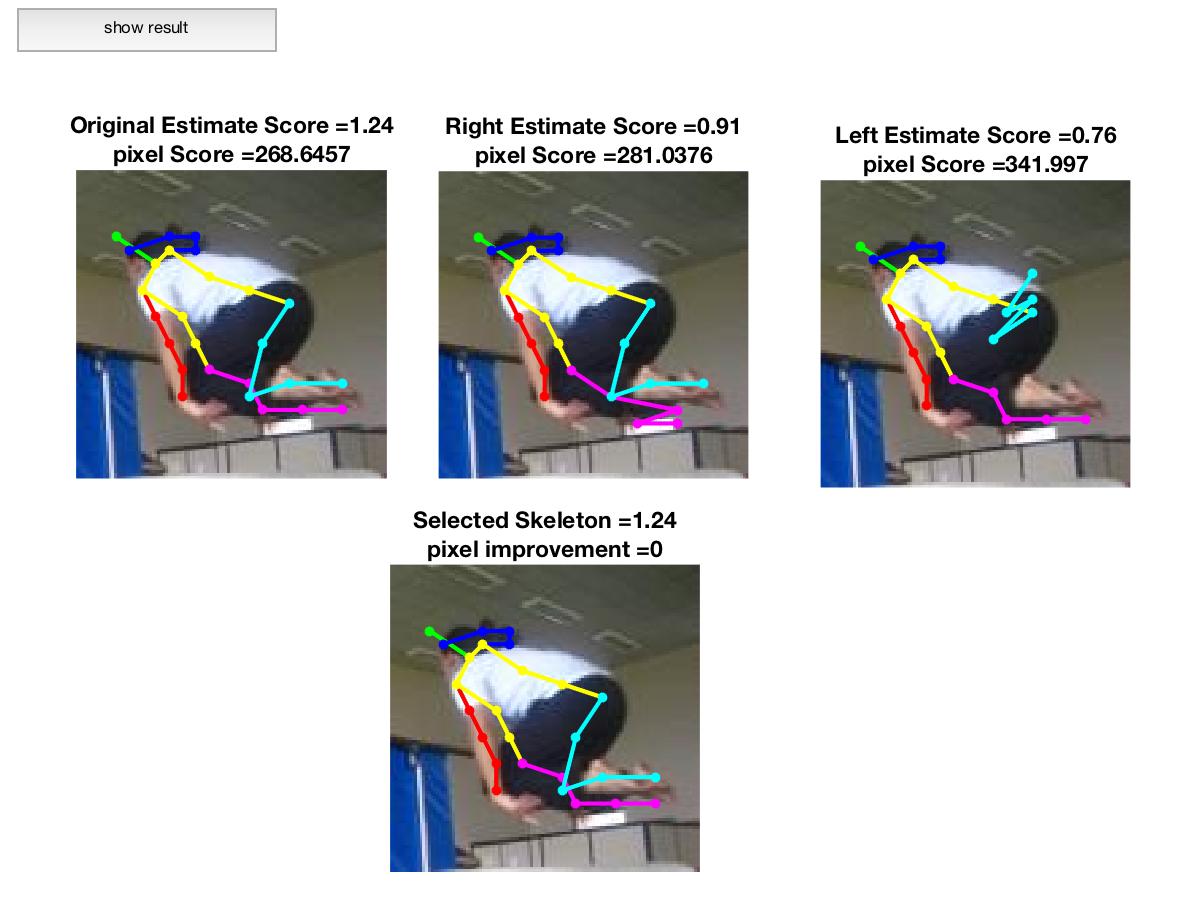 show result
Original Estimate Score =1.24
pixel Score =268.6457
Right Estimate Score =0.91
pixel Score =281.0376
Left Estimate Score =0.76
pixel Score =341.997
Selected Skeleton =1.24
pixel improvement =0